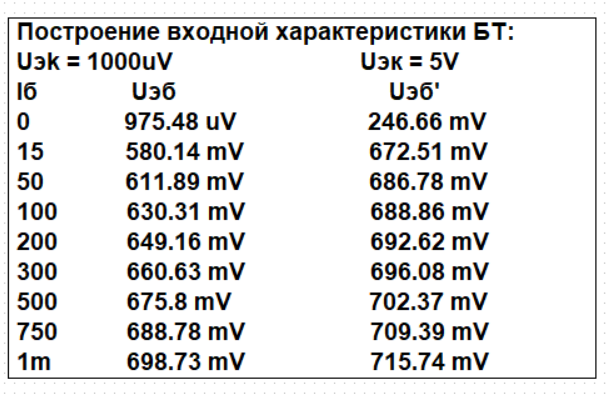 Построение входной характеристики БТ:
Uэk = 1000uV Uэк = 5V
Iб Uэб Uэб'
0 975.48 uV 246.66 mV
15 580.14 mV 672.51 mV
50 611.89 mV 686.78 mV
100 630.31 mV 688.86 mV
200 649.16 mV 692.62 mV
300 660.63 mV 696.08 mV
500 675.8 mV 702.37 mV
750 688.78 mV 709.39 mV
1m 698.73 mV 715.74 mV